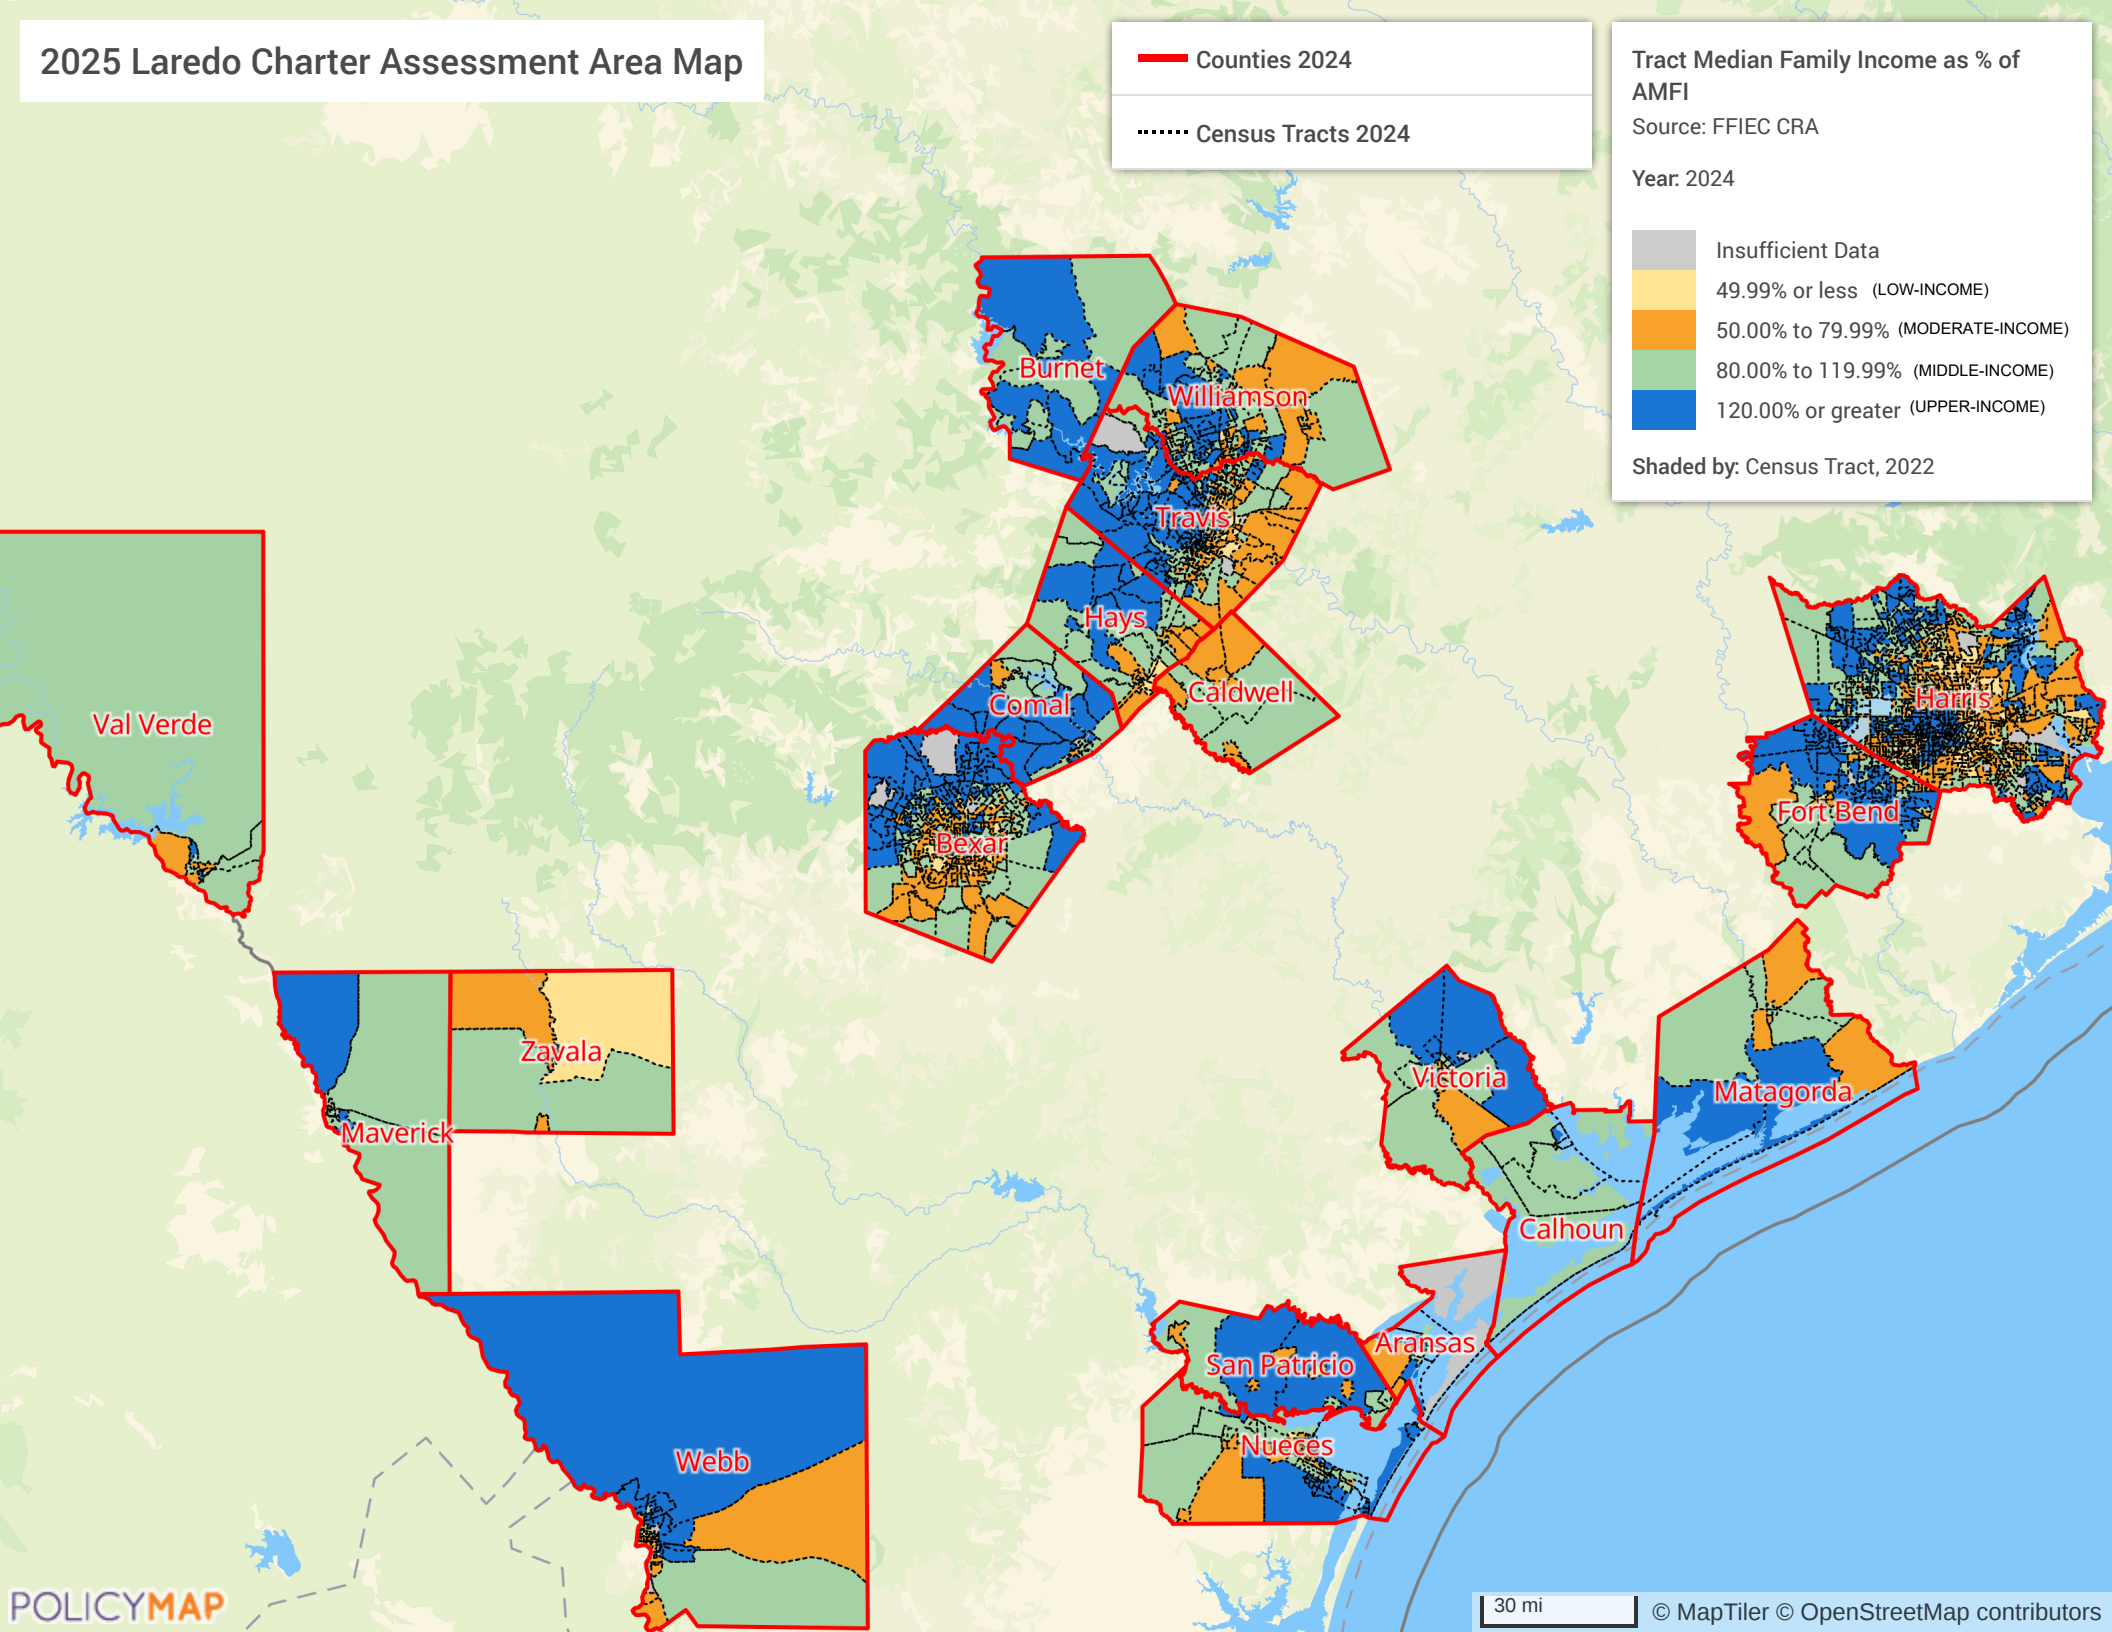 2025 Laredo Charter Assessment Area Map
Counties 2024
Census Tracts 2024
Tract Median Family Income as % of
AMFI
Source: FFIEC CRA
Year: 2024
Insufficient Data
49.99% or less (LOW-INCOME)
50.00% to 79.99% (MODERATE-INCOME)
80.00% to 119.99% (MIDDLE-INCOME)
120.00% or greater (UPPER-INCOME)
Shaded by: Census Tract, 2022
Burnet
Williamson
Travis
Hays
Caldwell
Comal
Harris
Val Verde
Fort Bend
Bexar
Zavala
Victoria
Matagorda
Maverick
Calhoun
Aransas
San Patricio
Nueces
Webb
POLICYMAP
30 mi
© MapTiler © OpenStreetMap contributors